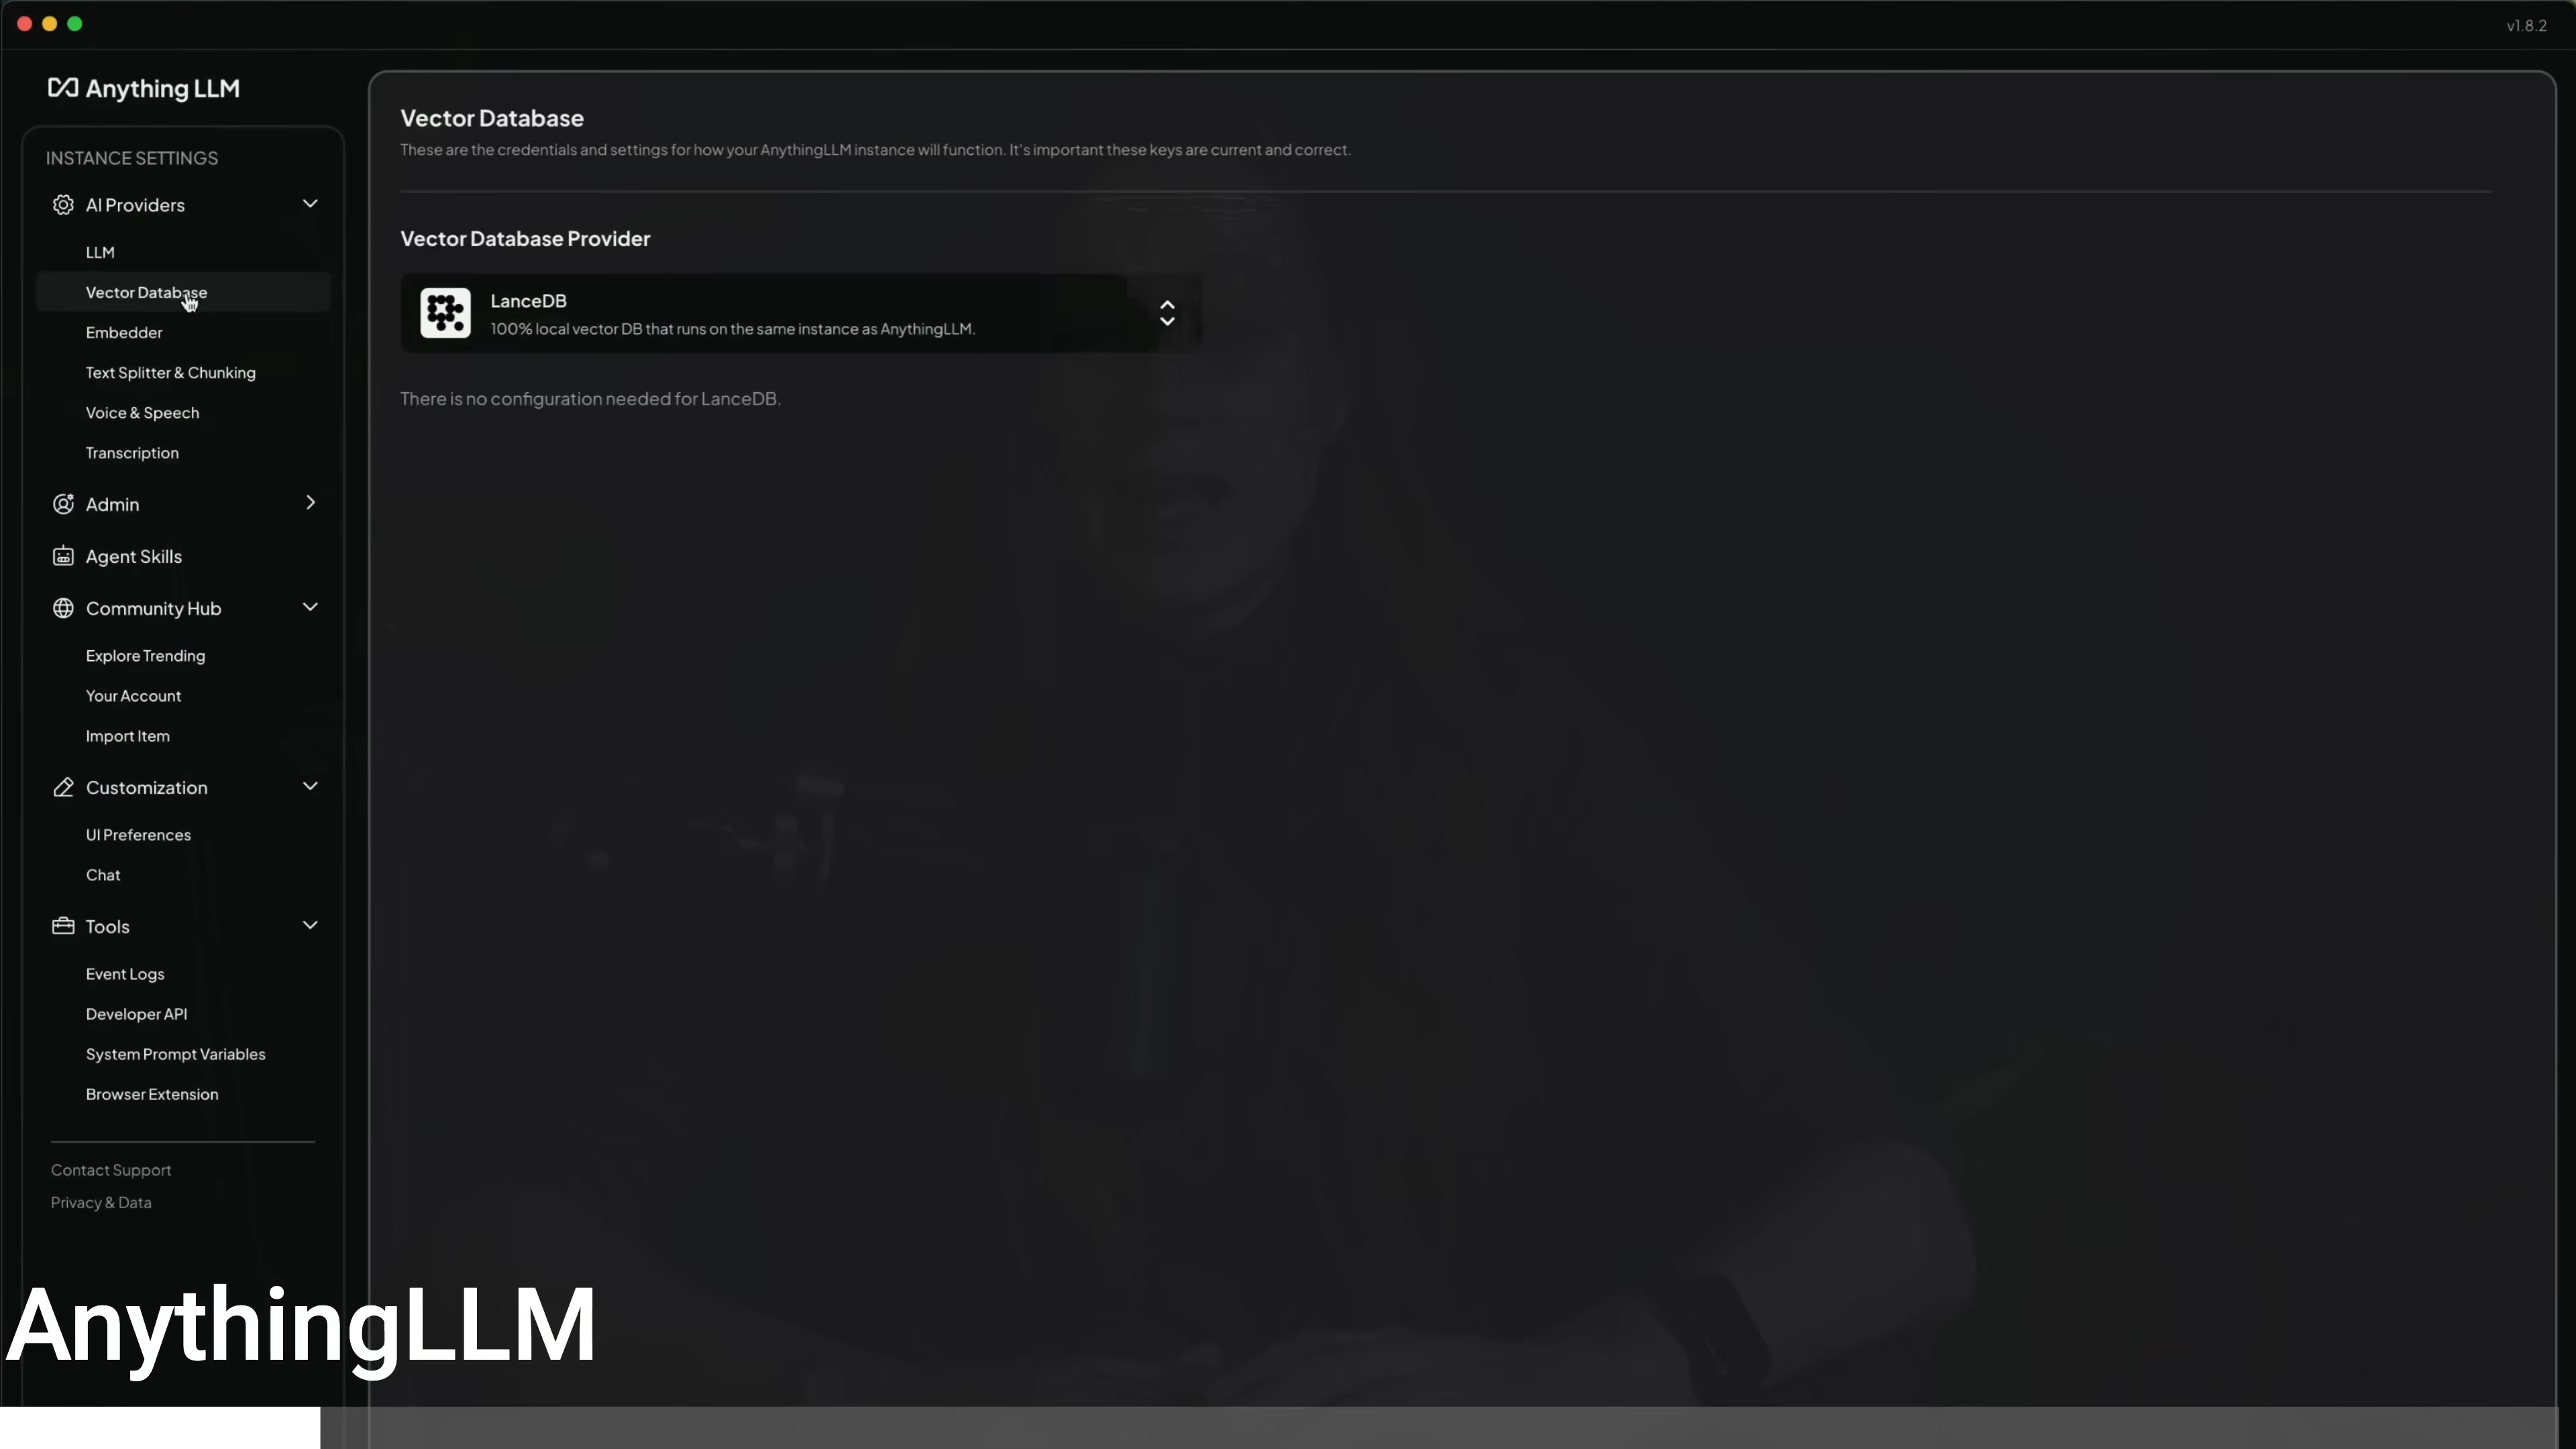 v1.8.2
Anything LLM
INSTANCE SETTINGS
AI Providers
LLM
Vector Database
Embedder
Text Splitter & Chunking
Voice & Speech
Transcription
Admin
Agent Skills
Community Hub
Explore Trending
Your Account
Import Item
Customization
UI Preferences
Chat
Tools
Event Logs
Developer API
System Prompt Variables
Browser Extension
Contact Support
Privacy & Data
Vector Database
These are the credentials and settings for how your AnythingLLM instance will function. It's important these keys are current and correct.
Vector Database Provider
LanceDB
100% local vector DB that runs on the same instance as AnythingLLM.
There is no configuration needed for LanceDB.
AnythingLLM